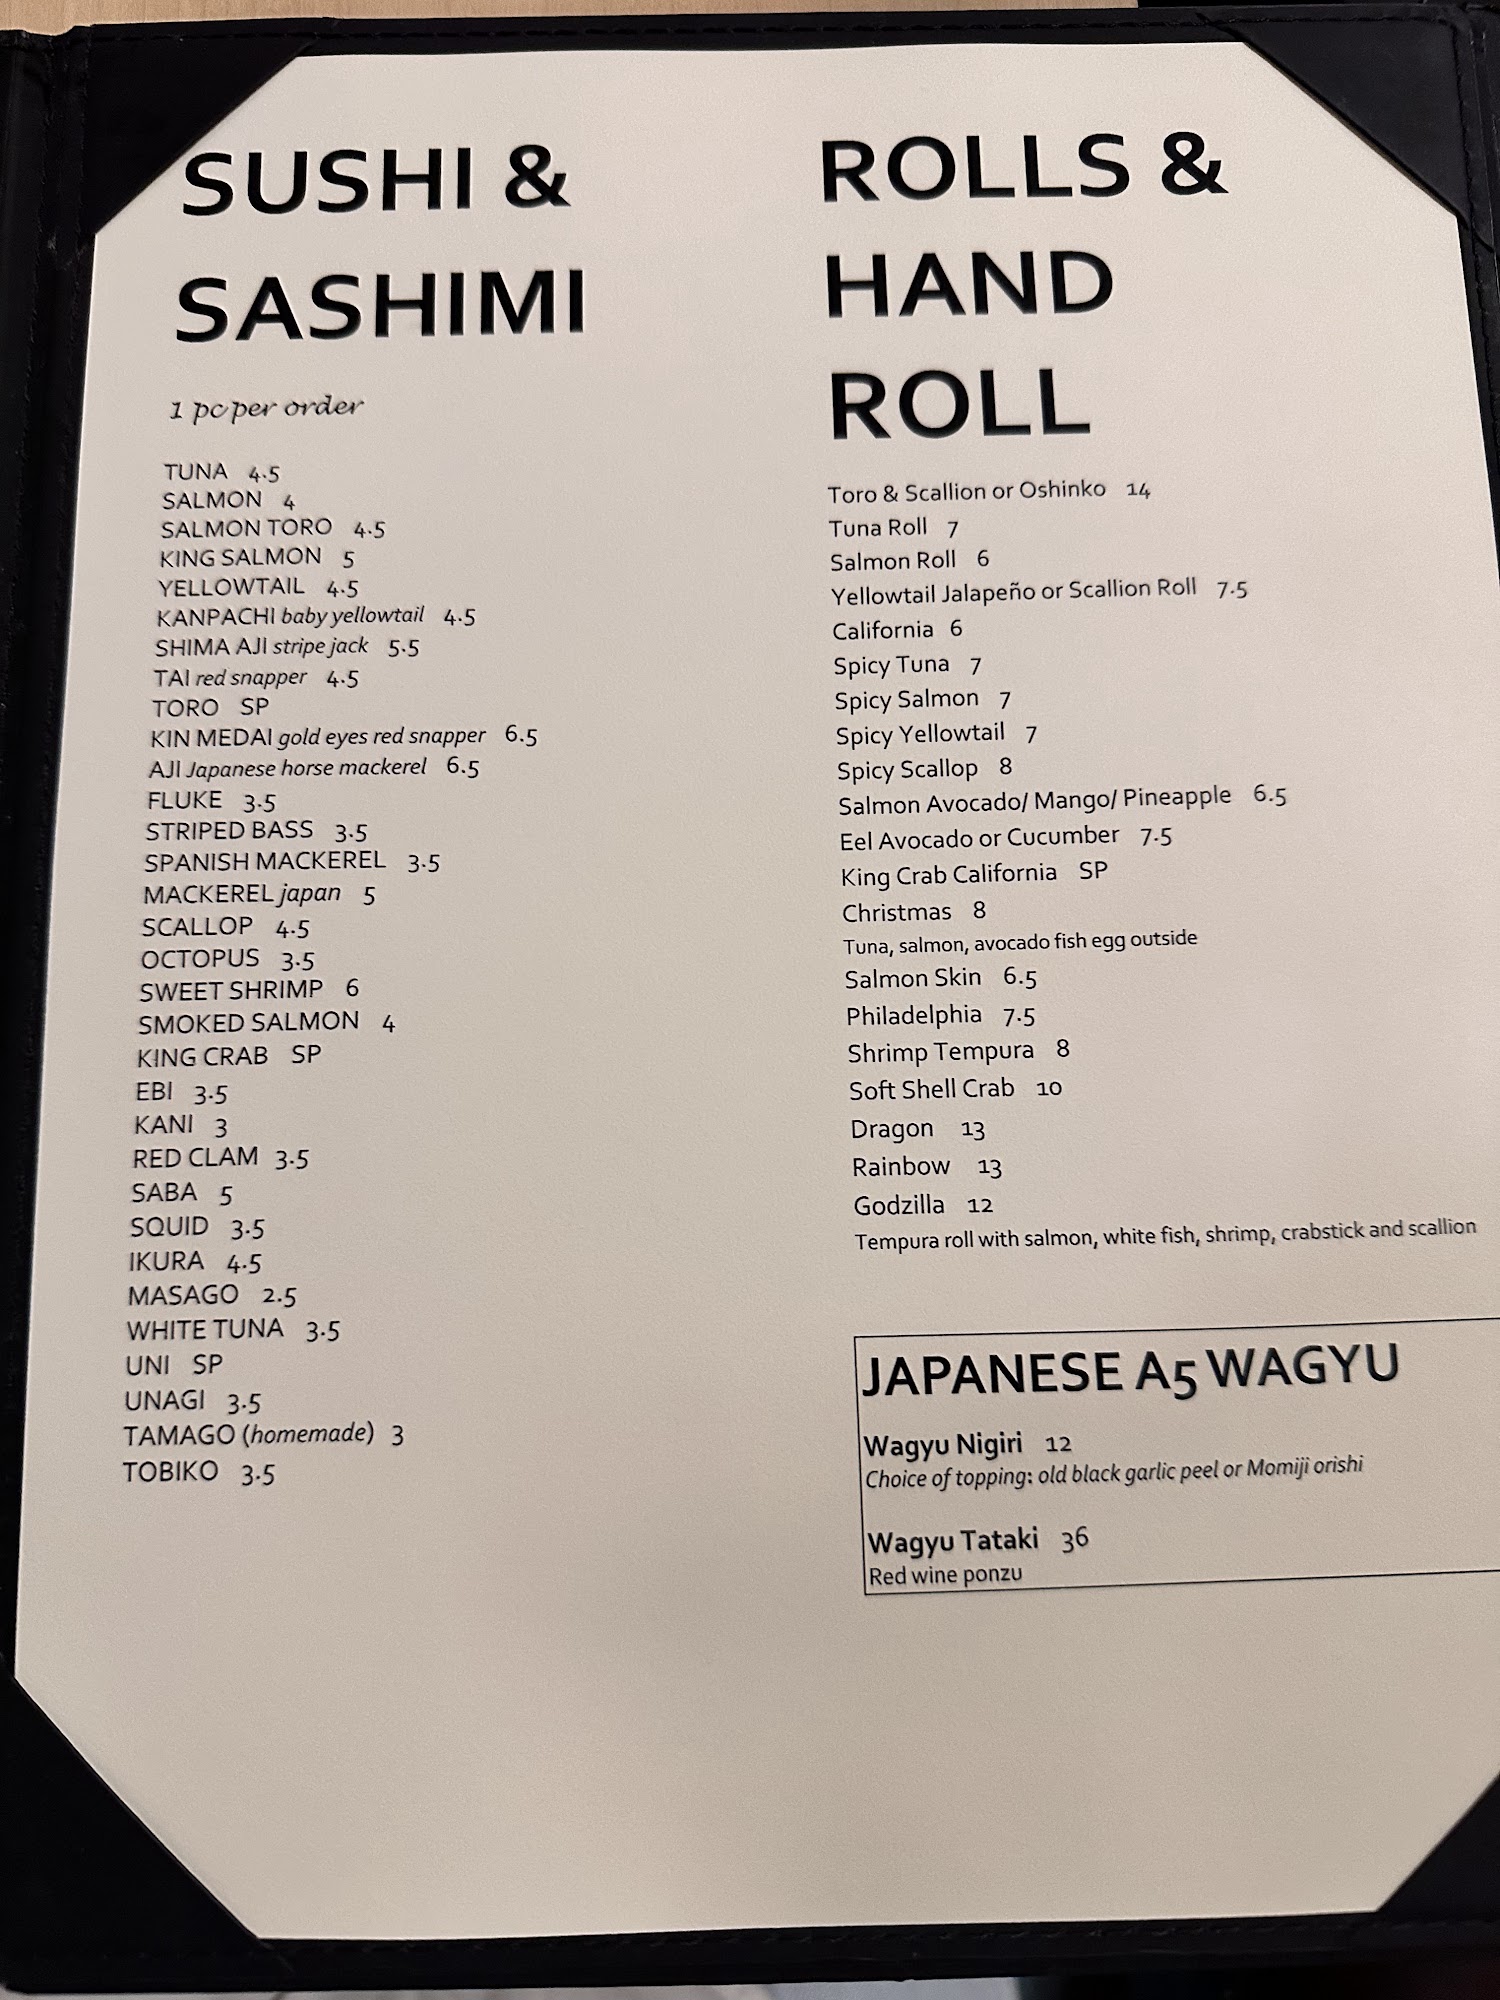 SUSHI &
SASHIMI
1 pc per order
TUNA 4.5
SALMON 4
SALMON TORO 4.5
KING SALMON 5
YELLOWTAIL 4.5
KANPACHI baby yellowtail 4.5
SHIMA AJI stripe jack 5.5
TAI red snapper 4.5
TORO SP
KIN MEDAI gold eyes red snapper 6.5
AJI Japanese horse mackerel 6.5
FLUKE 3.5
STRIPED BASS 3.5
SPANISH MACKEREL 3.5
MACKEREL japan 5
SCALLOP 4.5
OCTOPUS 3.5
SWEET SHRIMP 6
SMOKED SALMON 4
KING CRAB SP
EBI 3.5
KANI 3
RED CLAM 3.5
SABA 5
SQUID 3.5
IKURA 4.5
MASAGO 2.5
WHITE TUNA 3.5
UNI SP
UNAGI 3.5
TAMAGO (homemade) 3
TOBIKO 3.5
ROLLS &
HAND
ROLL
Toro & Scallion or Oshinko 14
Tuna Roll 7
Salmon Roll 6
Yellowtail Jalapeño or Scallion Roll 7.5
California 6
Spicy Tuna 7
Spicy Salmon 7
Spicy Yellowtail 7
Spicy Scallop 8
Salmon Avocado/ Mango/ Pineapple 6.5
Eel Avocado or Cucumber 7.5
King Crab California SP
Christmas 8
Tuna, salmon, avocado fish egg outside
Salmon Skin 6.5
Philadelphia 7.5
Shrimp Tempura 8
Soft Shell Crab 10
Dragon 13
Rainbow 13
Godzilla 12
Tempura roll with salmon, white fish, shrimp, crabstick and scallion
JAPANESE A5 WAGYU
Wagyu Nigiri 12
Choice of topping: old black garlic peel or Momiji orishi
Wagyu Tataki 36
Red wine ponzu